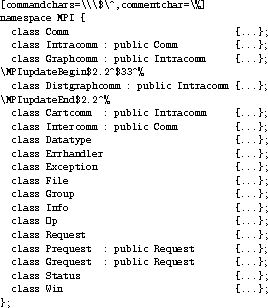 [commandchars=\\\$\^,commentchar=\%]
namespace MPI {
  class Comm                             {...};
  class Intracomm : public Comm          {...};
  class Graphcomm : public Intracomm     {...};
\MPIupdateBegin$2.2^$33^%
  class Distgraphcomm : public Intracomm {...};
\MPIupdateEnd$2.2^%
  class Cartcomm  : public Intracomm     {...};
  class Intercomm : public Comm          {...};
  class Datatype                         {...};
  class Errhandler                       {...};
  class Exception                        {...};
  class File                             {...};
  class Group                            {...};
  class Info                             {...};
  class Op                               {...};
  class Request                          {...};
  class Prequest  : public Request       {...};
  class Grequest  : public Request       {...};
  class Status                           {...};
  class Win                              {...};
};